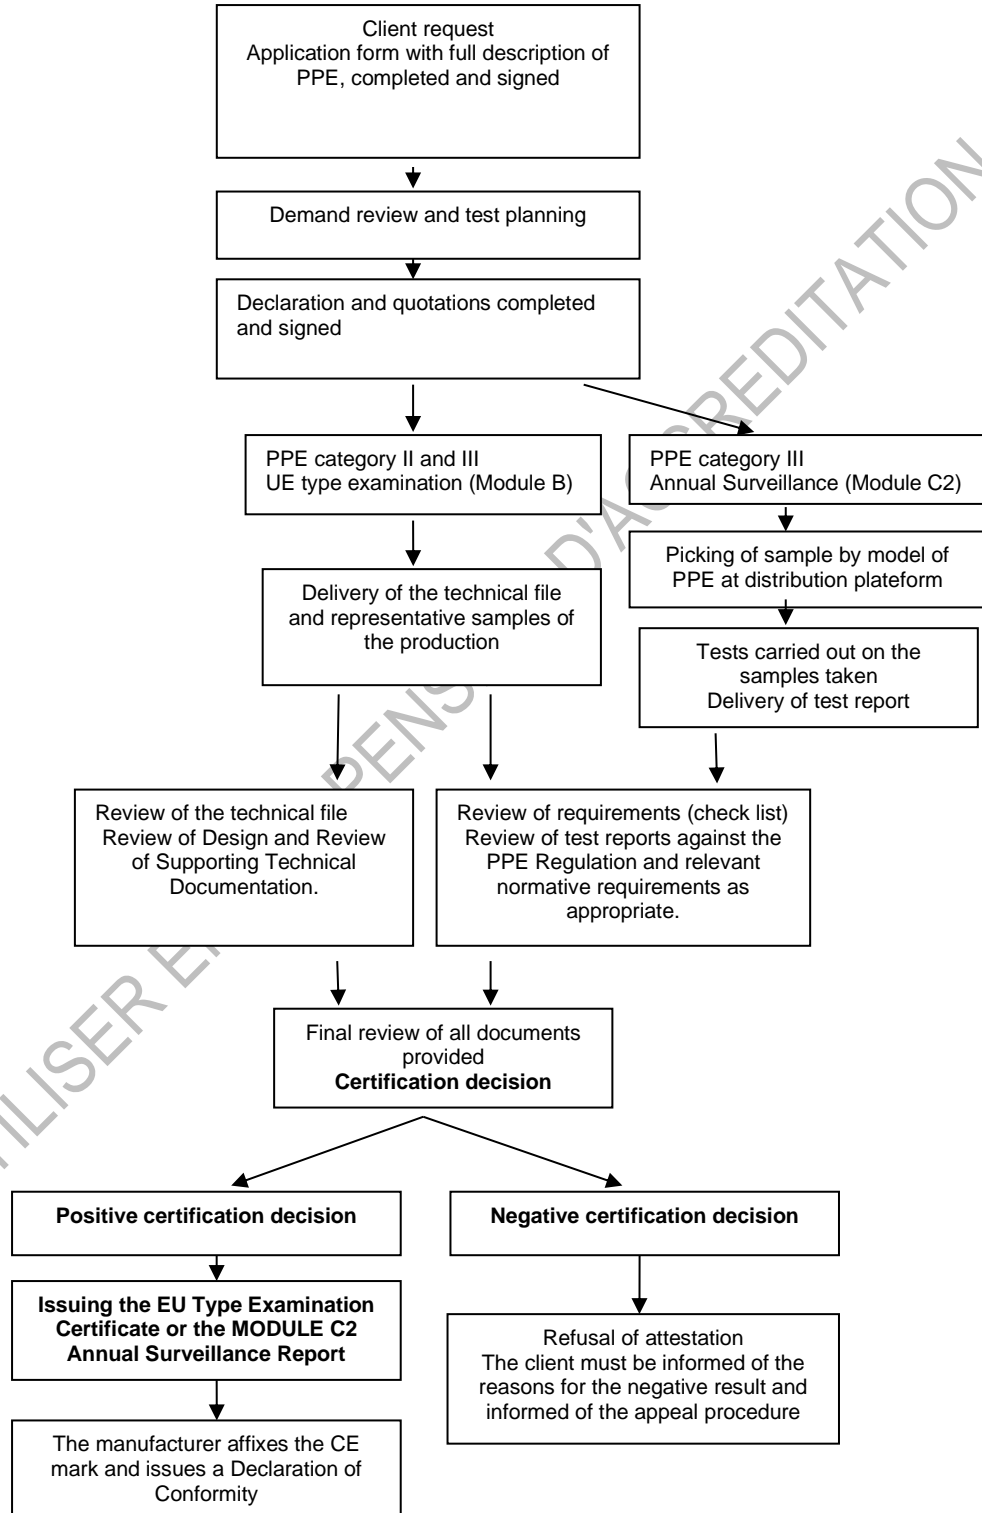 Client request
Application form with full description of
PPE, completed and signed
Demand review and test planning
Declaration and quotations completed
and signed
PPE category II and III
UE type examination (Module B)
PPE category III
Annual Surveillance (Module C2)
Picking of sample by model of
PPE at distribution plateform
Delivery of the technical file
and representative samples of
the production
Tests carried out on the
samples taken
Delivery of test report
Review of the technical file
Review of Design and Review
of Supporting Technical
Documentation.
Review of requirements (check list)
Review of test reports against the
PPE Regulation and relevant
normative requirements as
appropriate.
Final review of all documents
provided
Certification decision
Positive certification decision
Negative certification decision
Issuing the EU Type Examination
Certificate or the MODULE C2
Annual Surveillance Report
Refusal of attestation
The client must be informed of the
reasons for the negative result and
informed of the appeal procedure
The manufacturer affixes the CE
mark and issues a Declaration of
Conformity